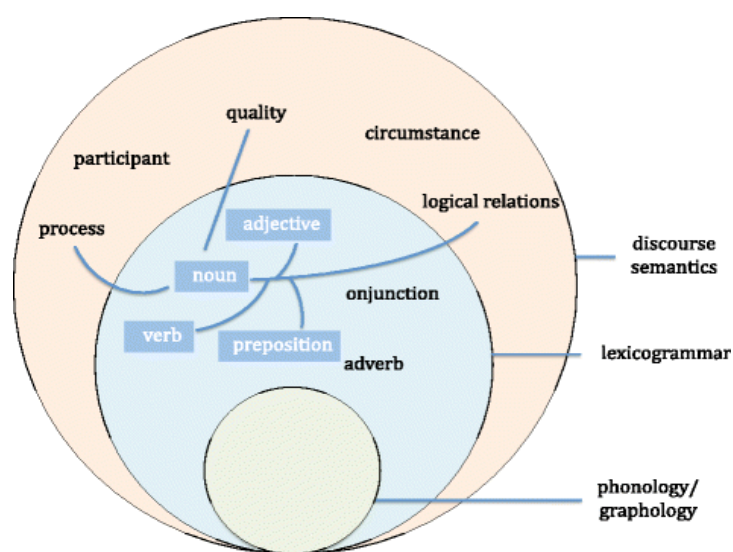 quality
circumstance
participant
logical relations
adjective
process
discourse
semantics
noun
onjunction
verb
preposition
lexicogrammar
adverb
phonology/
graphology